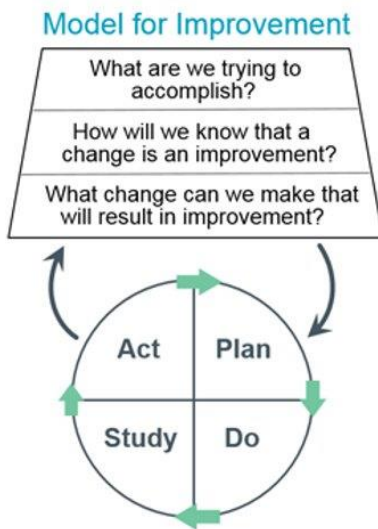 Model for Improvement
What are we trying to
accomplish?
How will we know that a
change is an improvement?
What change can we make that
will result in improvement?
Act
Plan
Study
Do